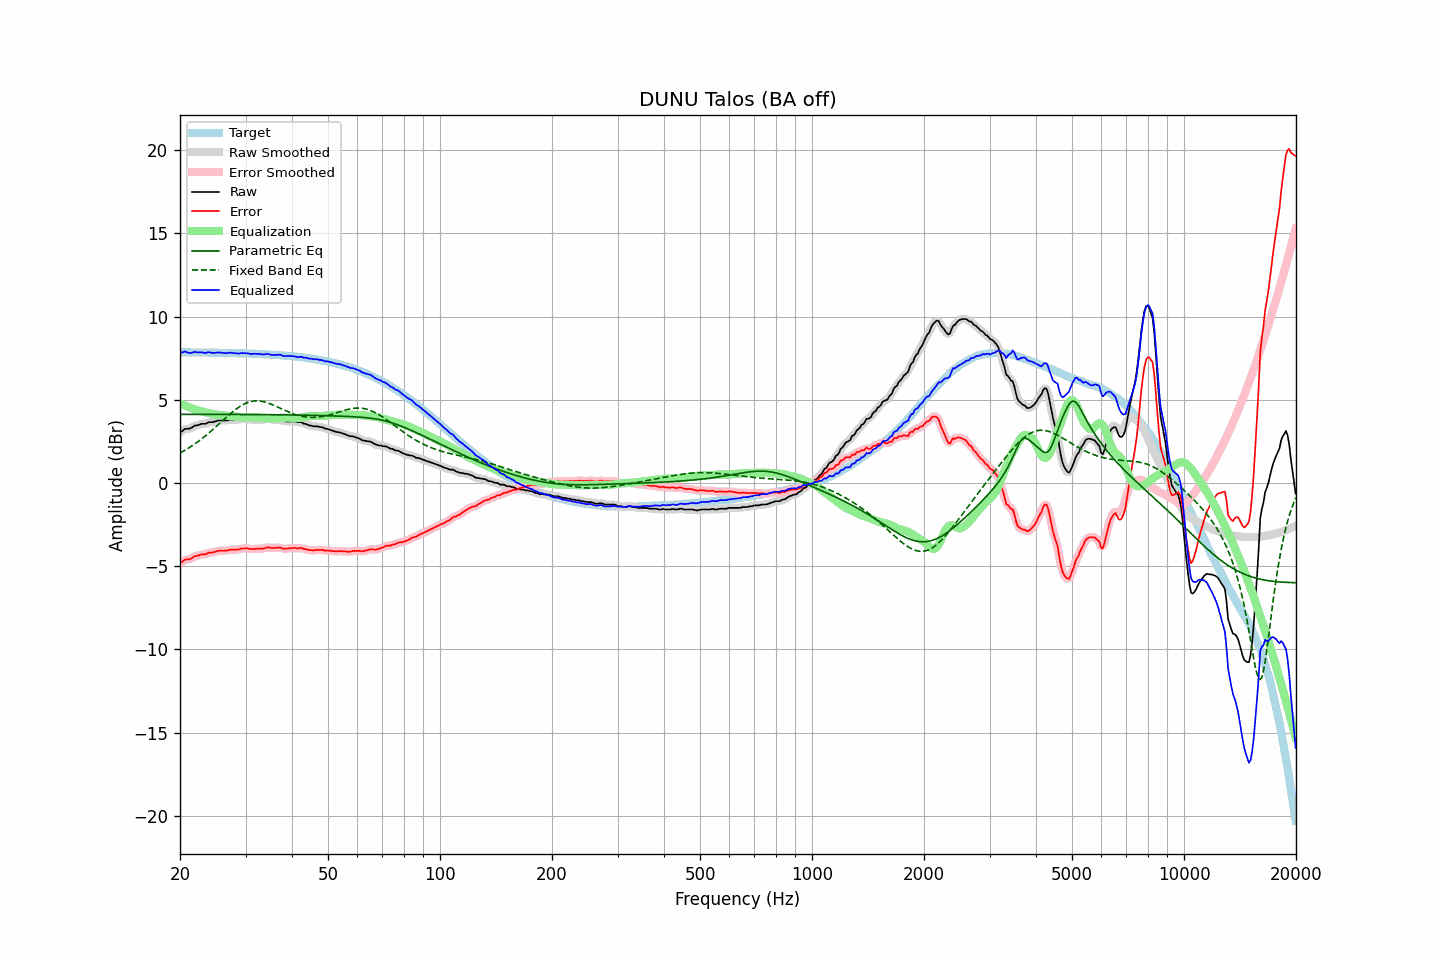 DUNU Talos (BA off)
Target
Raw Smoothed
Error Smoothed
Raw
Error
Equalization
Parametric Eq
Fixed Band Eq
Equalized
20
15
10
5
0
−5
−10
−15
−20
Amplitude (dBr)
20 50 100 200 500 1000 2000 5000 10000 20000
Frequency (Hz)